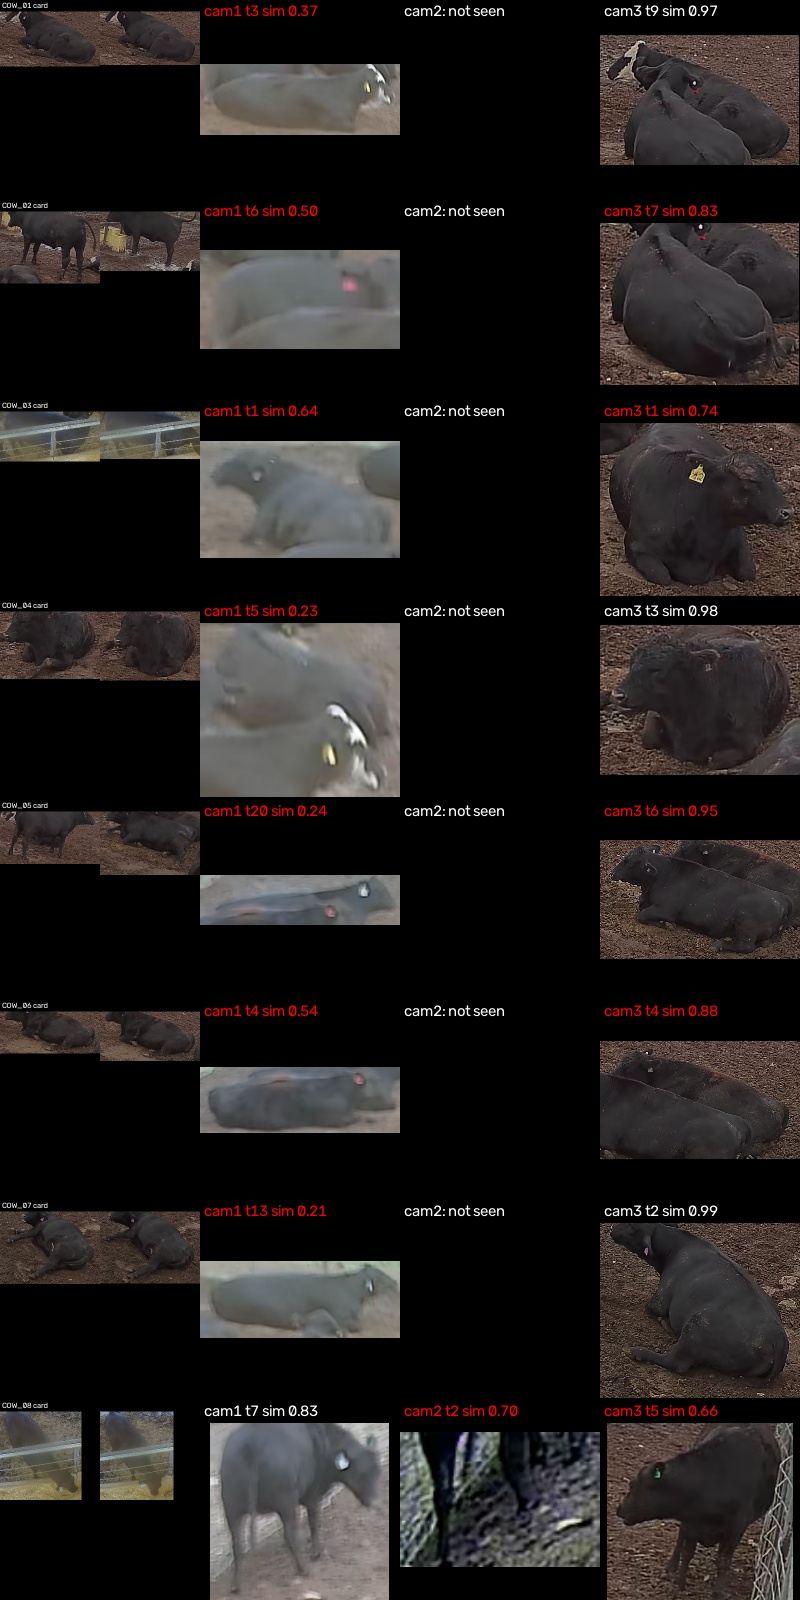 COW_01 card
cam1 t3 sim 0.37
cam2: not seen
cam3 t9 sim 0.97
COW_02 card
cam1 t6 sim 0.50
cam2: not seen
cam3 t7 sim 0.83
COW_03 card
cam1 t1 sim 0.64
cam2: not seen
cam3 t1 sim 0.74
COW_04 card
cam1 t5 sim 0.23
cam2: not seen
cam3 t3 sim 0.98
COW_05 card
cam1 t20 sim 0.24
cam2: not seen
cam3 t6 sim 0.95
COW_06 card
cam1 t4 sim 0.54
cam2: not seen
cam3 t4 sim 0.88
COW_07 card
cam1 t13 sim 0.21
cam2: not seen
cam3 t2 sim 0.99
COW_08 card
cam1 t7 sim 0.83
cam2 t2 sim 0.70
cam3 t5 sim 0.66